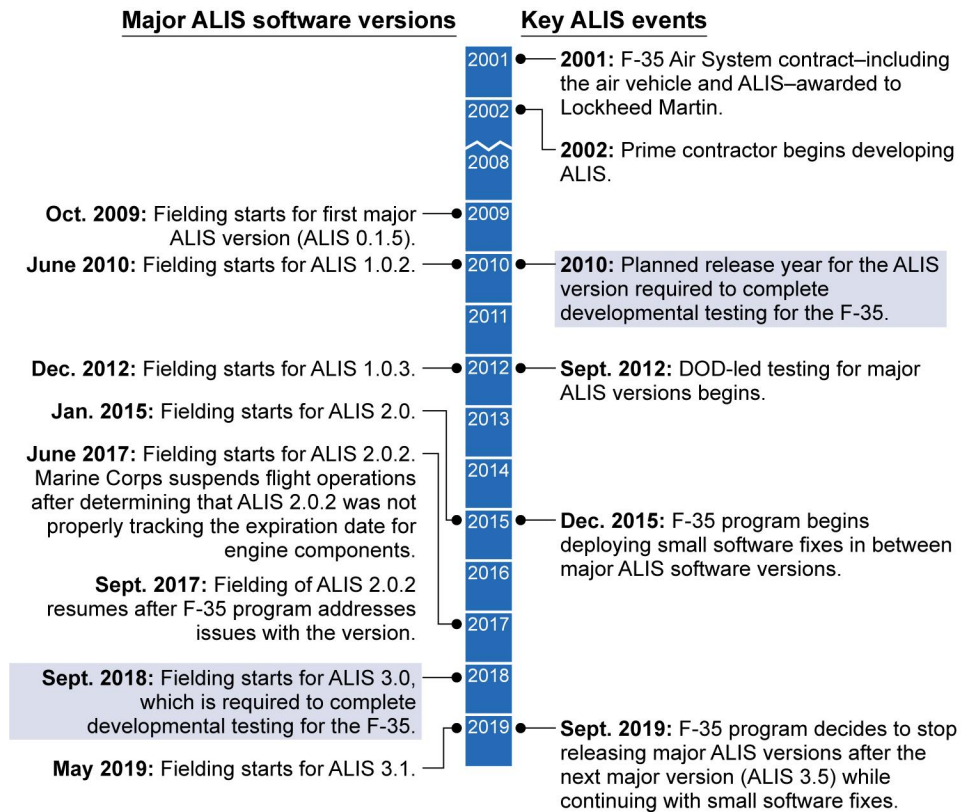 Major ALIS software versions
Key ALIS events
2001
2001: F-35 Air System contract–including
the air vehicle and ALIS–awarded to
Lockheed Martin.
2002
2002: Prime contractor begins developing
ALIS.
2008
Oct. 2009: Fielding starts for first major
ALIS version (ALIS 0.1.5).
2009
June 2010: Fielding starts for ALIS 1.0.2.
2010
2010: Planned release year for the ALIS
version required to complete
developmental testing for the F-35.
2011
Dec. 2012: Fielding starts for ALIS 1.0.3.
2012
Sept. 2012: DOD-led testing for major
ALIS versions begins.
Jan. 2015: Fielding starts for ALIS 2.0.
2013
June 2017: Fielding starts for ALIS 2.0.2.
Marine Corps suspends flight operations
after determining that ALIS 2.0.2 was not
properly tracking the expiration date for
engine components.
2014
2015
Dec. 2015: F-35 program begins
deploying small software fixes in between
major ALIS software versions.
2016
Sept. 2017: Fielding of ALIS 2.0.2
resumes after F-35 program addresses
issues with the version.
2017
Sept. 2018: Fielding starts for ALIS 3.0,
which is required to complete
developmental testing for the F-35.
2018
May 2019: Fielding starts for ALIS 3.1.
2019
Sept. 2019: F-35 program decides to stop
releasing major ALIS versions after the
next major version (ALIS 3.5) while
continuing with small software fixes.